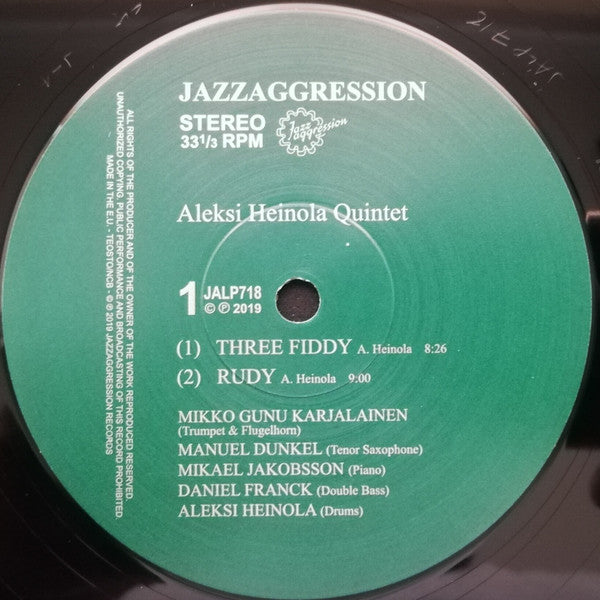 JAZZAGGRESSION
STEREO
33 1/3 RPM
Jazz
aggression
Aleksi Heinola Quintet
1 JALP718
© ℗ 2019
(1) THREE FIDDY A. Heinola 8:26
(2) RUDY A. Heinola 9:00
MIKKO GUNU KARJALAINEN
(Trumpet & Flugelhorn)
MANUEL DUNKEL (Tenor Saxophone)
MIKAEL JAKOBSSON (Piano)
DANIEL FRANCK (Double Bass)
ALEKSI HEINOLA (Drums)
ALL RIGHTS OF THE PRODUCER AND OF THE OWNER OF THE WORK REPRODUCED RESERVED.
UNAUTHORIZED COPYING, PUBLIC PERFORMANCE AND BROADCASTING OF THIS RECORD PROHIBITED.
MADE IN THE E.U. - TEOSTO/NCB - © ℗ 2019 JAZZAGGRESSION RECORDS